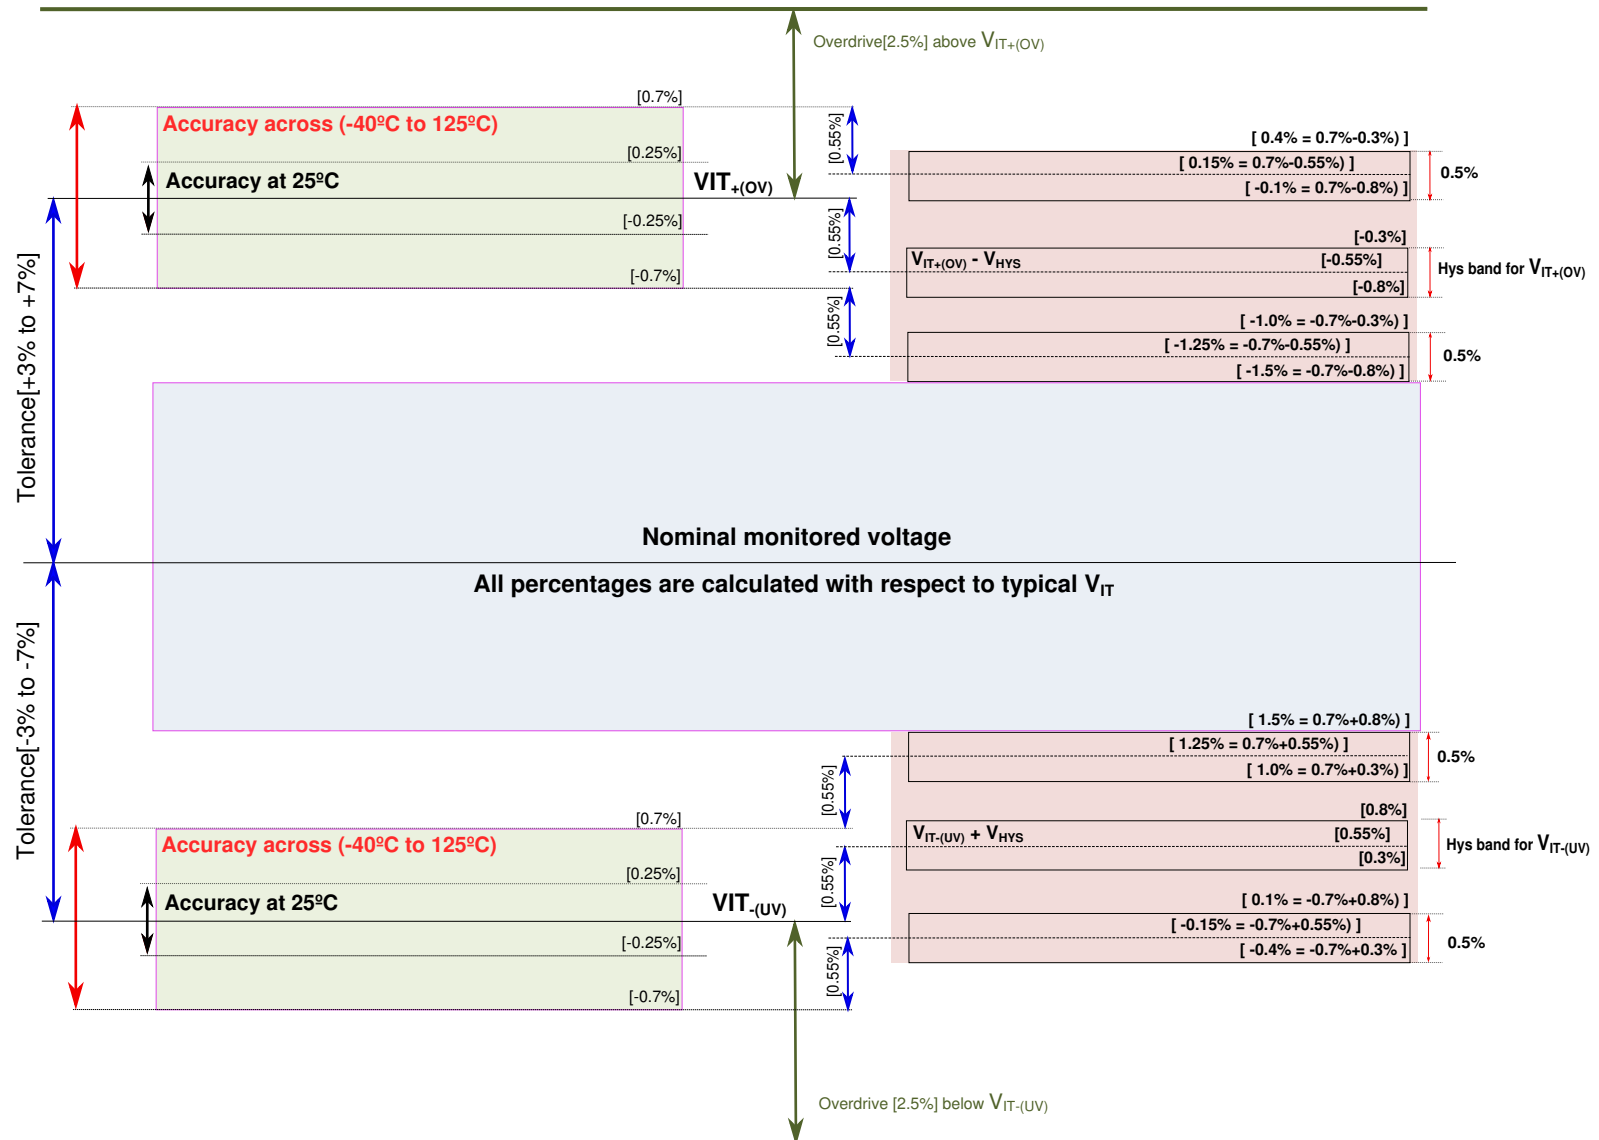 Overdrive[2.5%] above VIT+(OV)
[0.7%]
Accuracy across (-40ºC to 125ºC)
[0.25%]
Accuracy at 25ºC
VIT+(OV)
[-0.25%]
[-0.7%]
[0.55%]
[0.55%]
[0.55%]
[ 0.4% = 0.7%-0.3%) ]
[ 0.15% = 0.7%-0.55%) ]
[ -0.1% = 0.7%-0.8%) ]
0.5%
[-0.3%]
VIT+(OV) - VHYS
[-0.55%]
[-0.8%]
Hys band for VIT+(OV)
[ -1.0% = -0.7%-0.3%) ]
[ -1.25% = -0.7%-0.55%) ]
[ -1.5% = -0.7%-0.8%) ]
0.5%
Tolerance[+3% to +7%]
Nominal monitored voltage
All percentages are calculated with respect to typical VIT
Tolerance[-3% to -7%]
[ 1.5% = 0.7%+0.8%) ]
[ 1.25% = 0.7%+0.55%) ]
[ 1.0% = 0.7%+0.3%) ]
0.5%
[0.55%]
[0.55%]
[0.55%]
[0.7%]
Accuracy across (-40ºC to 125ºC)
[0.25%]
Accuracy at 25ºC
VIT-(UV)
[-0.25%]
[-0.7%]
[0.8%]
VIT-(UV) + VHYS
[0.55%]
[0.3%]
Hys band for VIT-(UV)
[ 0.1% = -0.7%+0.8%) ]
[ -0.15% = -0.7%+0.55%) ]
[ -0.4% = -0.7%+0.3% ]
0.5%
Overdrive [2.5%] below VIT-(UV)